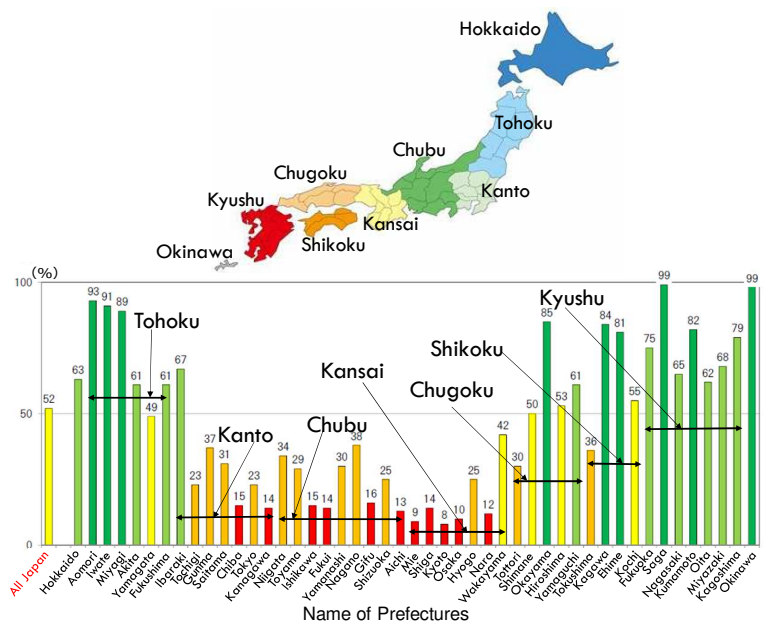 Hokkaido
Tohoku
Chubu
Chugoku
Kanto
Kyushu
Kansai
Shikoku
Okinawa
(%)
100
50
0
Tohoku
Kanto
Chubu
Kansai
Chugoku
Shikoku
Kyushu
52
63
93
91
89
61
49
61
67
23
37
31
15
23
14
34
29
15
14
30
38
16
25
13
9
14
8
10
25
12
42
30
50
85
53
61
36
84
81
55
75
99
65
82
62
68
79
99
All Japan
Hokkaido
Aomori
Iwate
Miyagi
Akita
Yamagata
Fukushima
Ibaraki
Tochigi
Gunma
Saitama
Chiba
Tokyo
Kanagawa
Niigata
Toyama
Ishikawa
Fukui
Yamanashi
Nagano
Gifu
Shizuoka
Aichi
Mie
Shiga
Kyoto
Osaka
Hyogo
Nara
Wakayama
Tottori
Shimane
Okayama
Hiroshima
Yamaguchi
Tokushima
Kagawa
Ehime
Kochi
Fukuoka
Saga
Nagasaki
Kumamoto
Oita
Miyazaki
Kagoshima
Okinawa
Name of Prefectures